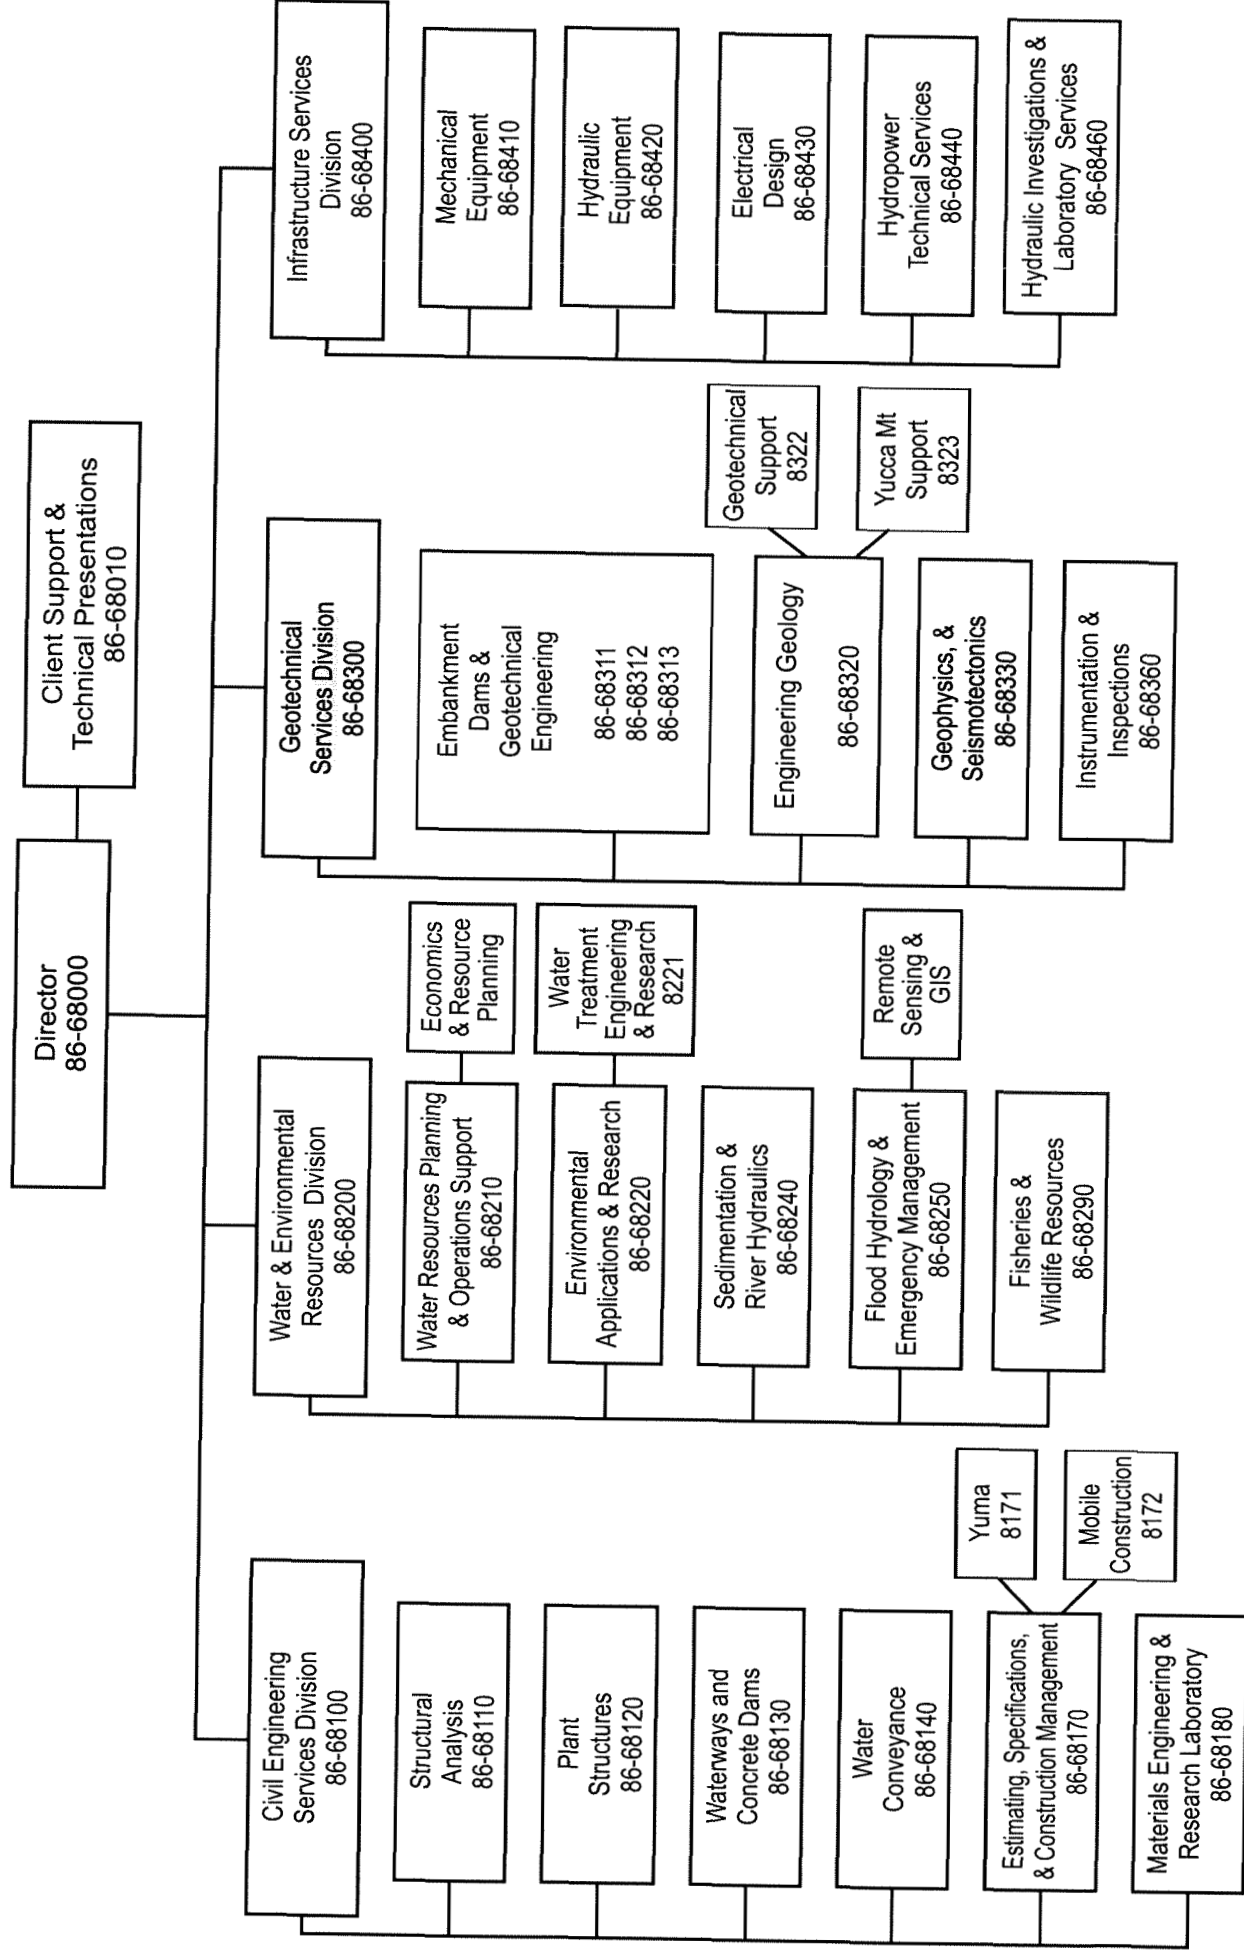 Director
86-68000
Client Support &
Technical Presentations
86-68010
Civil Engineering
Services Division
86-68100
Structural
Analysis
86-68110
Plant
Structures
86-68120
Waterways and
Concrete Dams
86-68130
Water
Conveyance
86-68140
Estimating, Specifications,
& Construction Management
86-68170
Yuma
8171
Mobile
Construction
8172
Materials Engineering &
Research Laboratory
86-68180
Water & Environmental
Resources Division
86-68200
Water Resources Planning
& Operations Support
86-68210
Economics
& Resource
Planning
Environmental
Applications & Research
86-68220
Water
Treatment
Engineering
& Research
8221
Sedimentation &
River Hydraulics
86-68240
Flood Hydrology &
Emergency Management
86-68250
Remote
Sensing &
GIS
Fisheries &
Wildlife Resources
86-68290
Geotechnical
Services Division
86-68300
Embankment
Dams &
Geotechnical
Engineering
86-68311
86-68312
86-68313
Engineering Geology
86-68320
Geotechnical
Support
8322
Yucca Mt
Support
8323
Geophysics, &
Seismotectonics
86-68330
Instrumentation &
Inspections
86-68360
Infrastructure Services
Division
86-68400
Mechanical
Equipment
86-68410
Hydraulic
Equipment
86-68420
Electrical
Design
86-68430
Hydropower
Technical Services
86-68440
Hydraulic Investigations &
Laboratory Services
86-68460